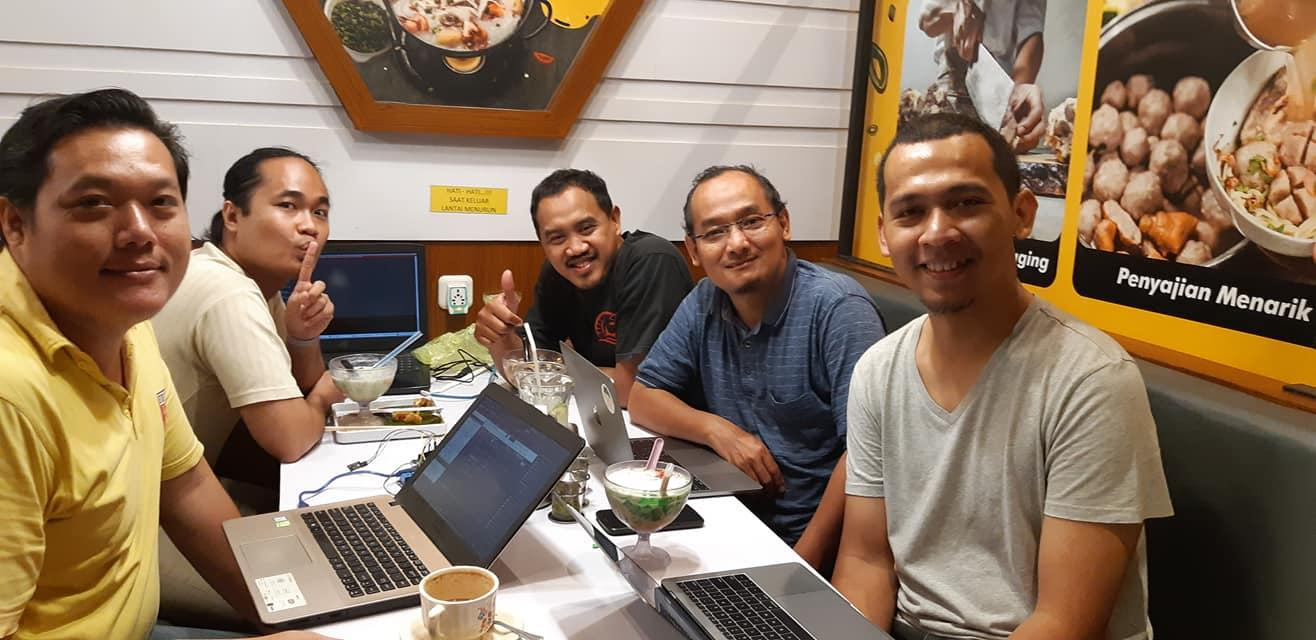 HATI - HATI...!!!
SAAT KELUAR
LANTAI MENURUN
ging
Penyajian Menarik